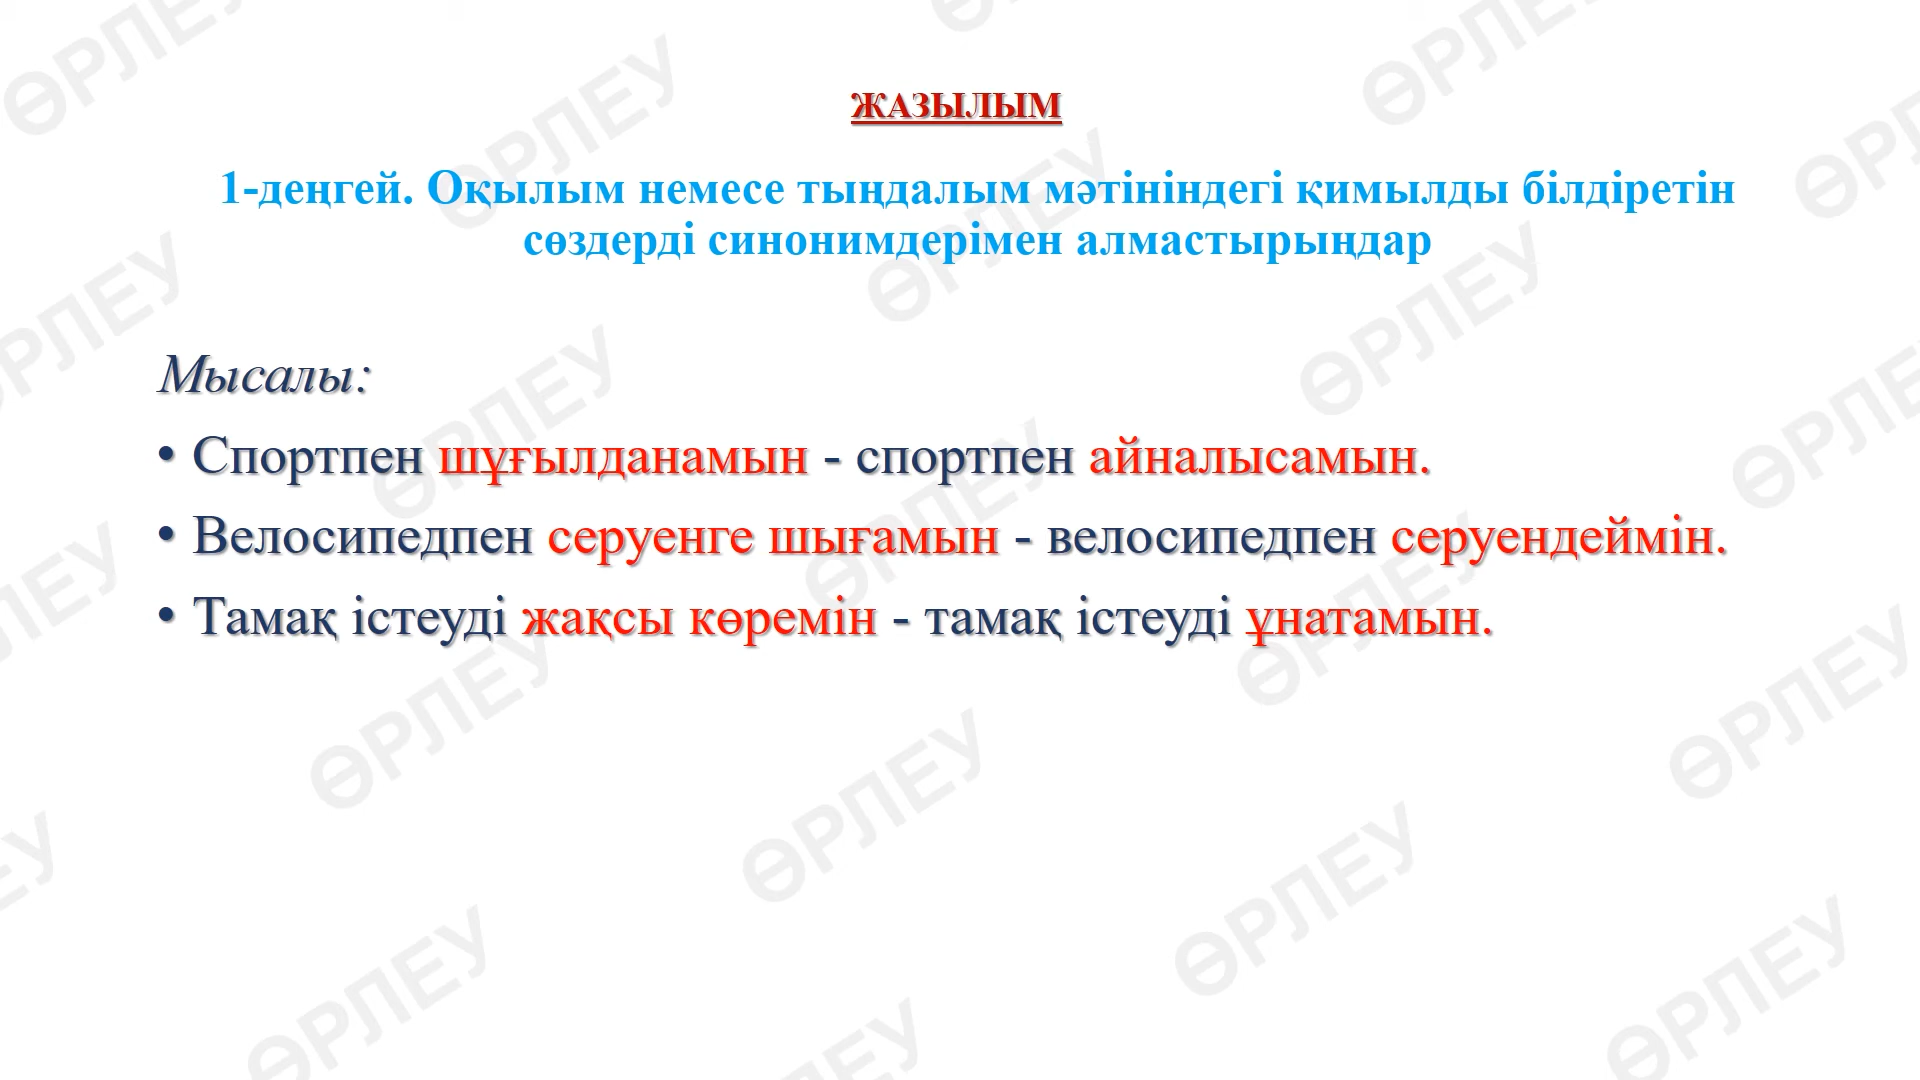 ЖАЗЫЛЫМ
1-деңгей. Оқылым немесе тыңдалым мәтініндегі қимылды білдіретін
сөздерді синонимдерімен алмастырыңдар
Мысалы:
• Спортпен шұғылданамын - спортпен айналысамын.
• Велосипедпен серуенге шығамын - велосипедпен серуендеймін.
• Тамақ істеуді жақсы көремін - тамақ істеуді ұнатамын.
ӨРЛЕУ